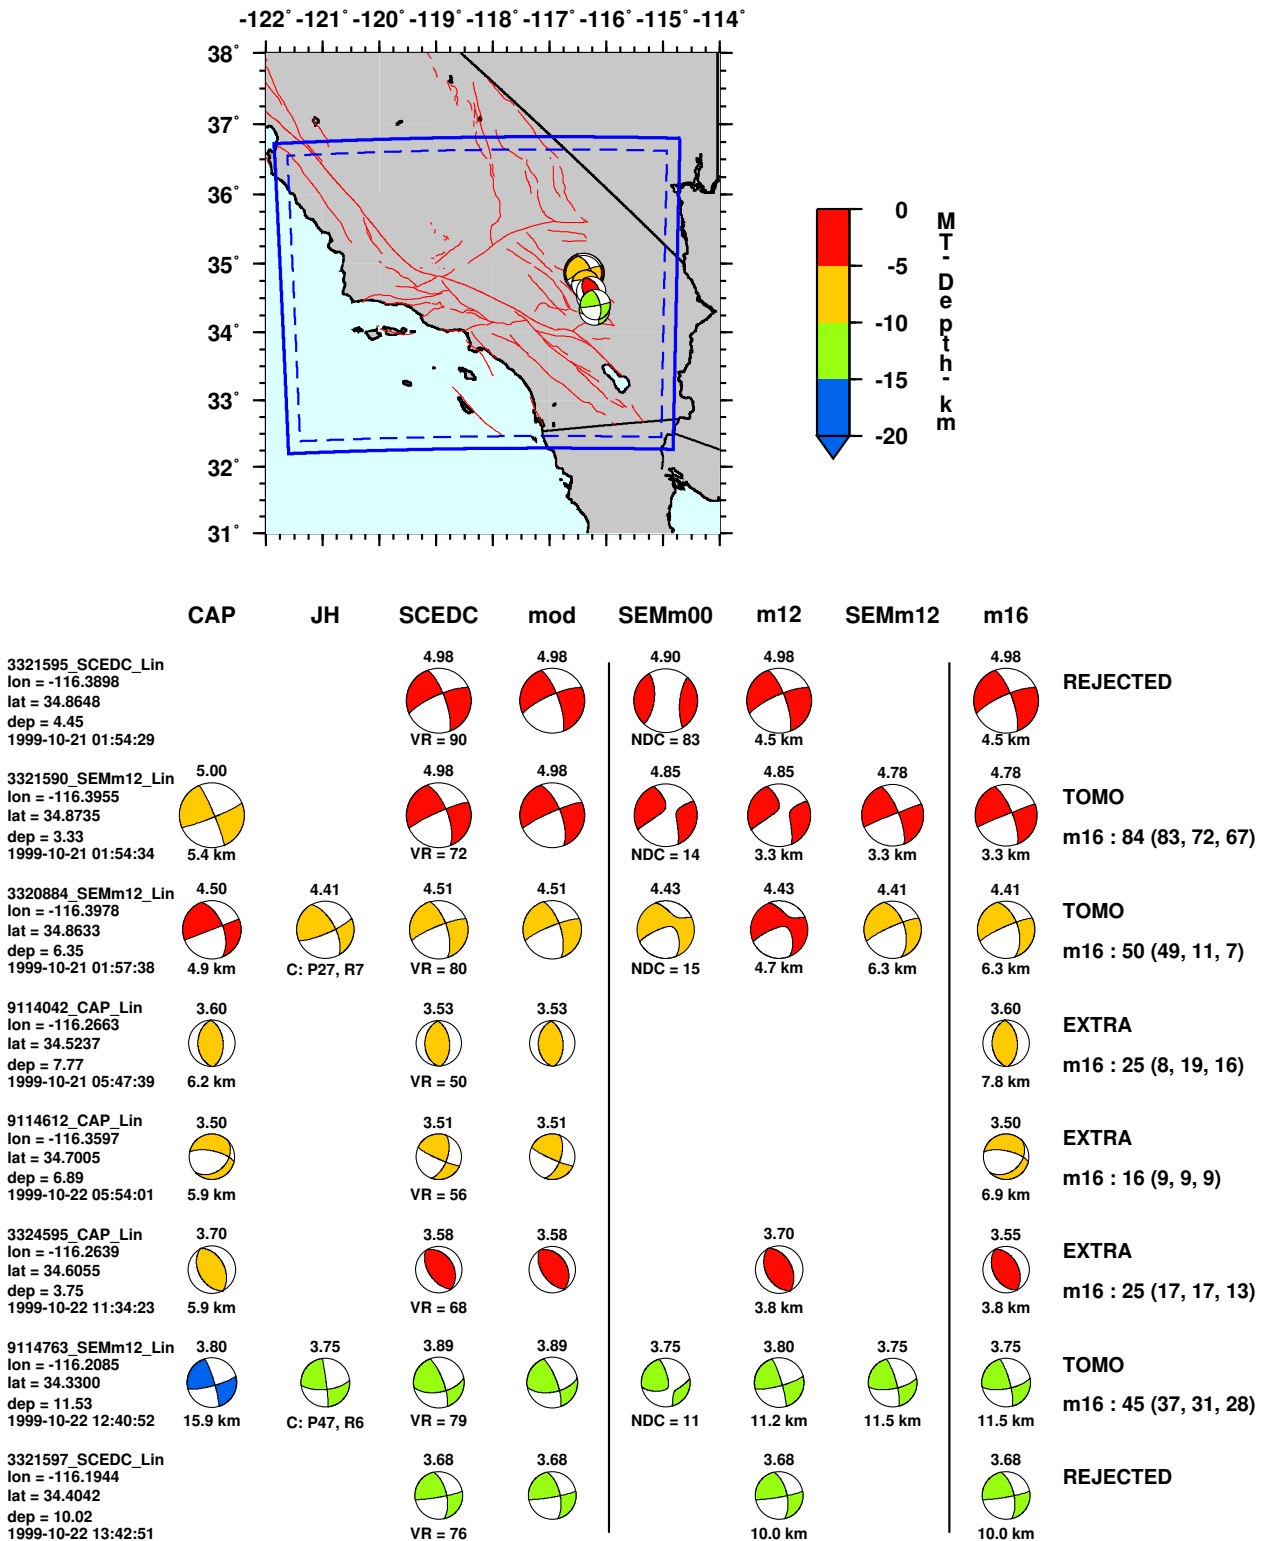 -122° -121° -120° -119° -118° -117° -116° -115° -114°
38°
37°
36°
35°
34°
33°
32°
31°
0
-5
-10
-15
-20
MT-Depth-km
CAP JH SCEDC mod SEMm00 m12 SEMm12 m16
3321595_SCEDC_Lin
lon = -116.3898
lat = 34.8648
dep = 4.45
1999-10-21 01:54:29
4.98 4.98 4.90 4.98 4.98
VR = 90 NDC = 83 4.5 km 4.5 km
REJECTED
3321590_SEMm12_Lin
lon = -116.3955
lat = 34.8735
dep = 3.33
1999-10-21 01:54:34
5.00 4.98 4.98 4.85 4.85 4.78 4.78
5.4 km VR = 72 NDC = 14 3.3 km 3.3 km 3.3 km
TOMO
m16 : 84 (83, 72, 67)
3320884_SEMm12_Lin
lon = -116.3978
lat = 34.8633
dep = 6.35
1999-10-21 01:57:38
4.50 4.41 4.51 4.51 4.43 4.43 4.41 4.41
4.9 km C: P27, R7 VR = 80 NDC = 15 4.7 km 6.3 km 6.3 km
TOMO
m16 : 50 (49, 11, 7)
9114042_CAP_Lin
lon = -116.2663
lat = 34.5237
dep = 7.77
1999-10-21 05:47:39
3.60 3.53 3.53 3.60
6.2 km VR = 50 7.8 km
EXTRA
m16 : 25 (8, 19, 16)
9114612_CAP_Lin
lon = -116.3597
lat = 34.7005
dep = 6.89
1999-10-22 05:54:01
3.50 3.51 3.51 3.50
5.9 km VR = 56 6.9 km
EXTRA
m16 : 16 (9, 9, 9)
3324595_CAP_Lin
lon = -116.2639
lat = 34.6055
dep = 3.75
1999-10-22 11:34:23
3.70 3.58 3.58 3.70 3.55
5.9 km VR = 68 3.8 km 3.8 km
EXTRA
m16 : 25 (17, 17, 13)
9114763_SEMm12_Lin
lon = -116.2085
lat = 34.3300
dep = 11.53
1999-10-22 12:40:52
3.80 3.75 3.89 3.89 3.75 3.80 3.75 3.75
15.9 km C: P47, R6 VR = 79 NDC = 11 11.2 km 11.5 km 11.5 km
TOMO
m16 : 45 (37, 31, 28)
3321597_SCEDC_Lin
lon = -116.1944
lat = 34.4042
dep = 10.02
1999-10-22 13:42:51
3.68 3.68 3.68 3.68
VR = 76 10.0 km 10.0 km
REJECTED